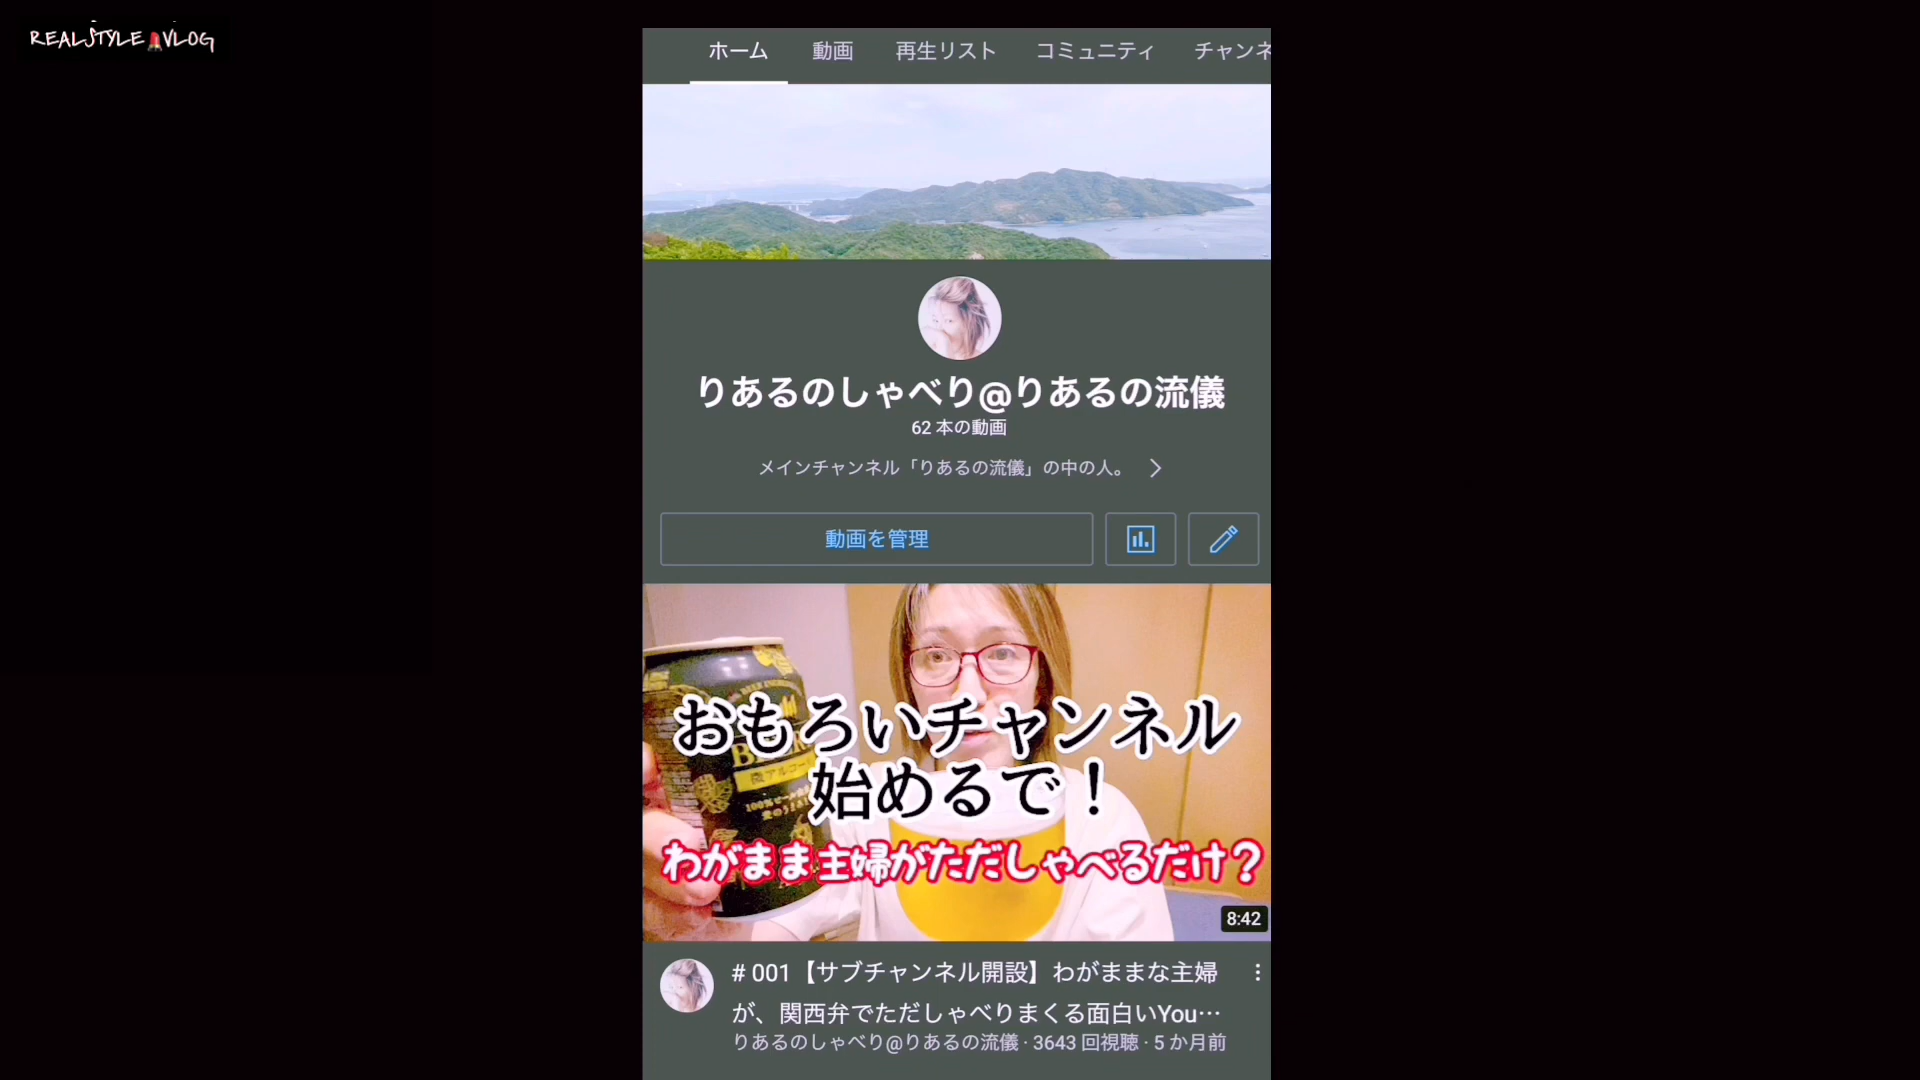 REALSTYLE VLOG
ホーム 動画 再生リスト コミュニティ チャンネ
りあるのしゃべり@りあるの流儀
62 本の動画
メインチャンネル「りあるの流儀」の中の人。
動画を管理
おもろいチャンネル
始めるで！
わがまま主婦がただしゃべるだけ？
8:42
# 001【サブチャンネル開設】わがままな主婦
が、関西弁でただしゃべりまくる面白いYou…
りあるのしゃべり@りあるの流儀 · 3643 回視聴 · 5 か月前